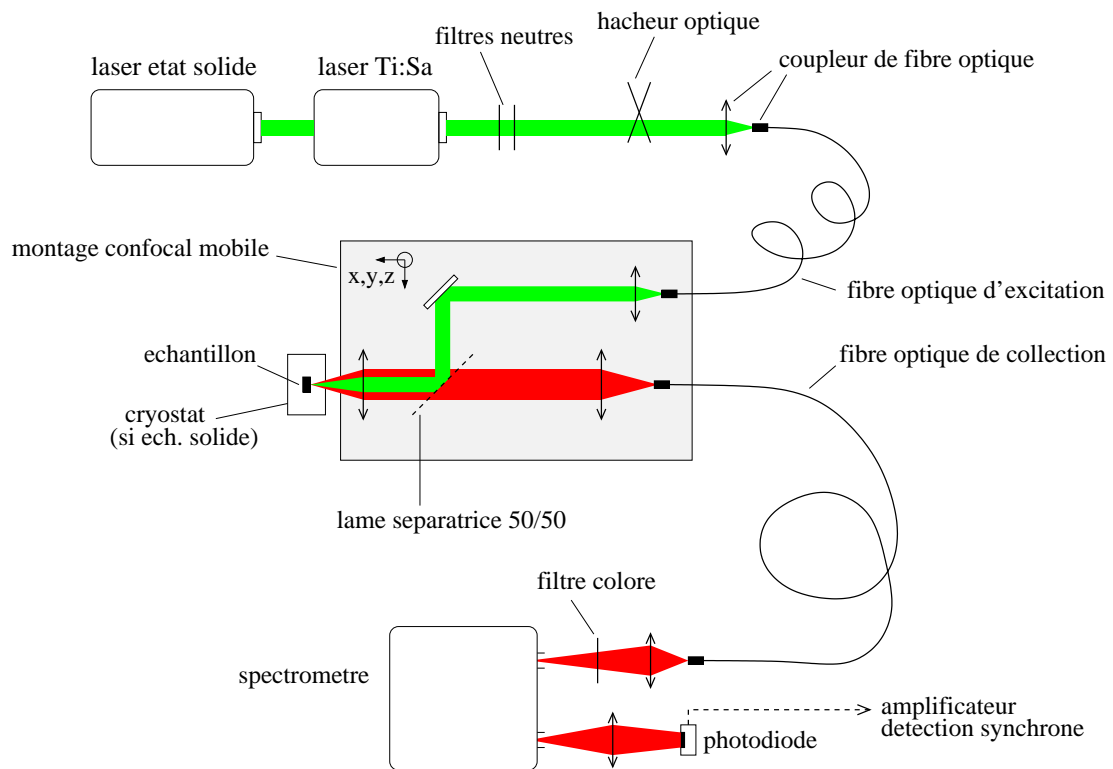 hacheur optique
filtres neutres
laser etat solide
laser Ti:Sa
coupleur de fibre optique
montage confocal mobile
x,y,z
fibre optique d'excitation
echantillon
fibre optique de collection
cryostat
(si ech. solide)
lame separatrice 50/50
filtre colore
spectrometre
amplificateur
detection synchrone
photodiode